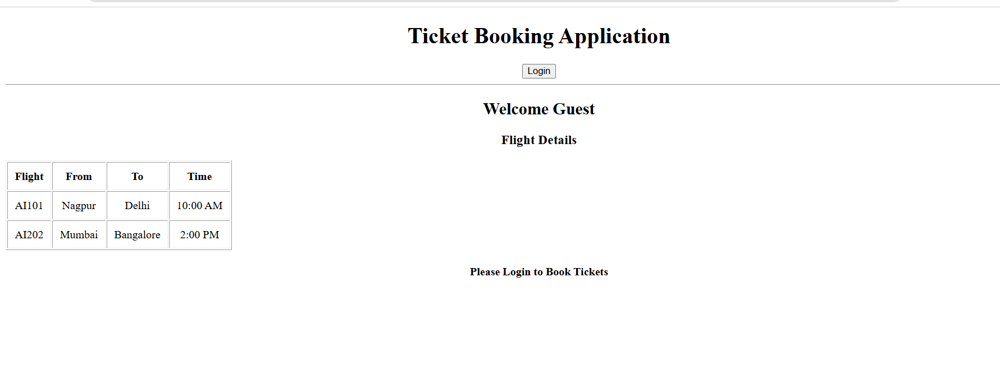 Ticket Booking Application
Login
Welcome Guest
Flight Details
Flight From To Time
AI101 Nagpur Delhi 10:00 AM
AI202 Mumbai Bangalore 2:00 PM
Please Login to Book Tickets